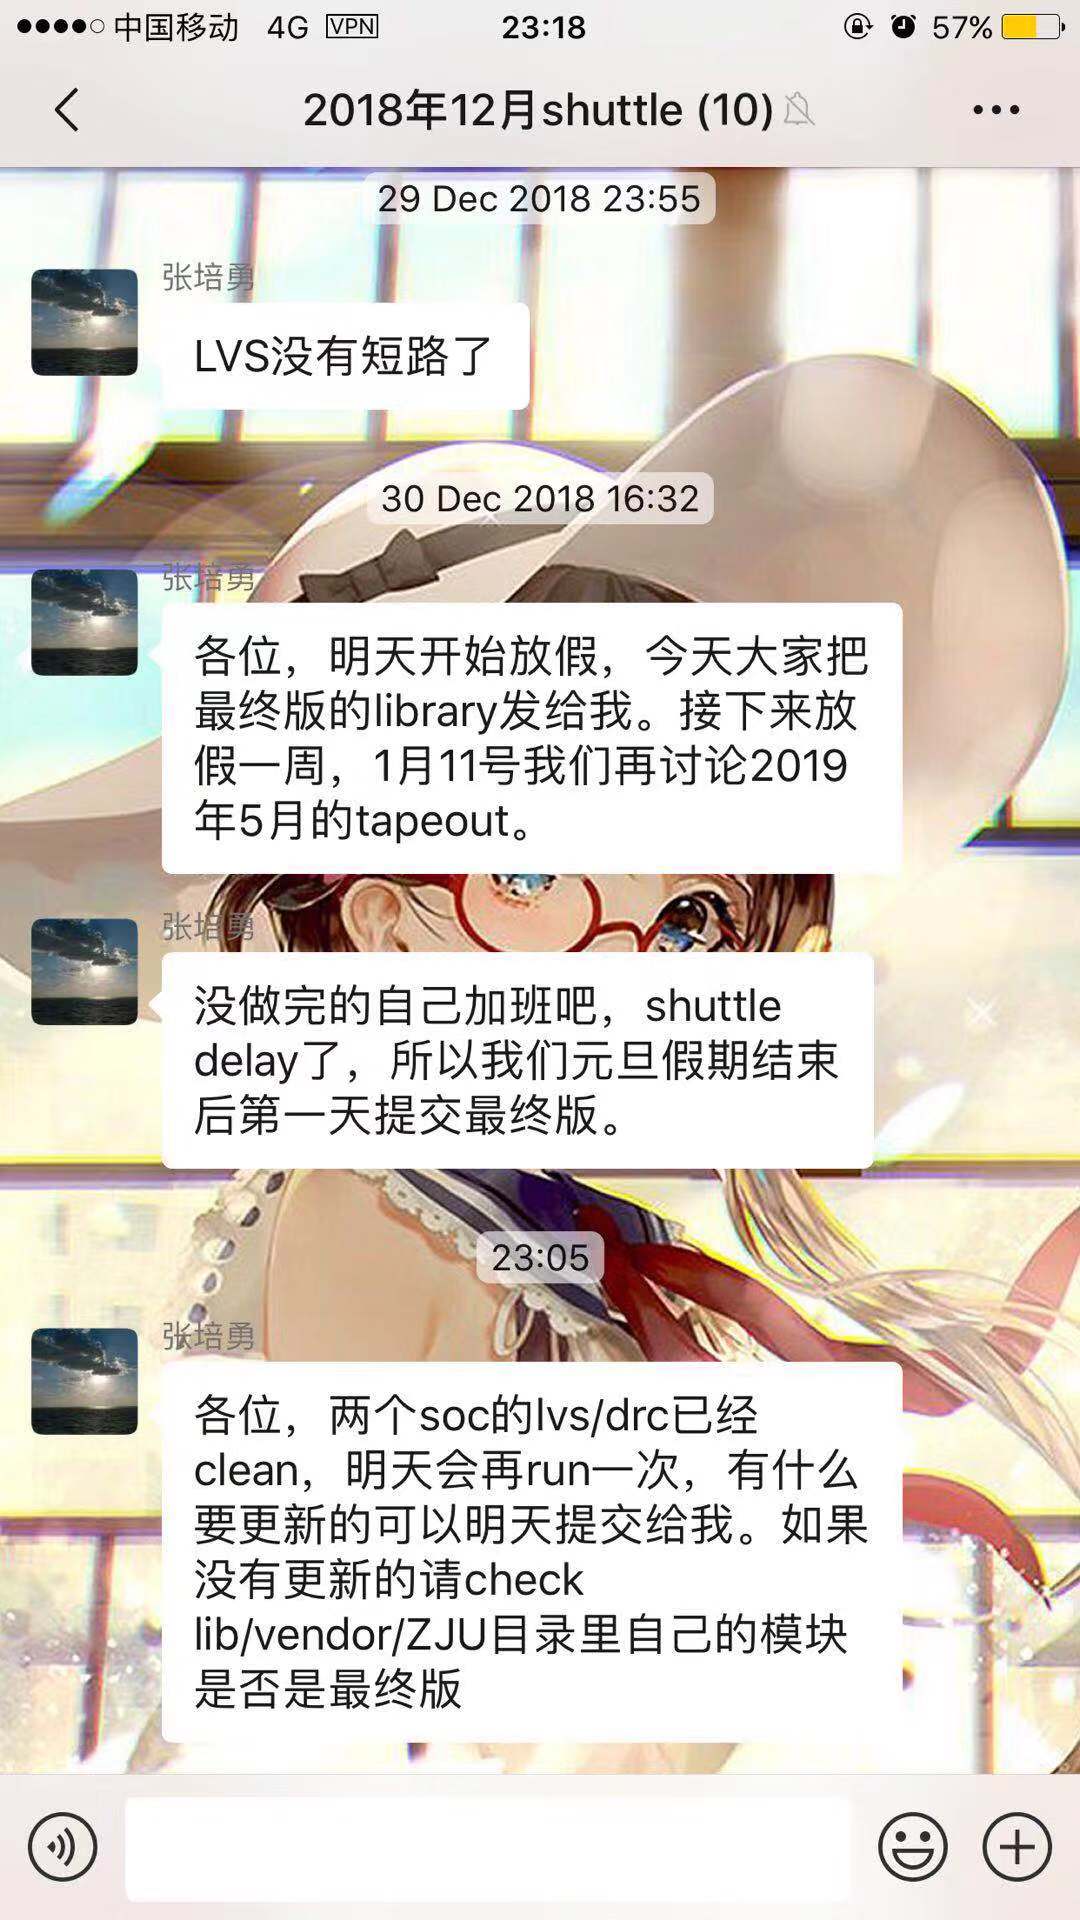 中国移动 4G VPN 23:18 57%
2018年12月shuttle (10)
29 Dec 2018 23:55
张培勇
LVS没有短路了
30 Dec 2018 16:32
张培勇
各位，明天开始放假，今天大家把
最终版的library发给我。接下来放
假一周，1月11号我们再讨论2019
年5月的tapeout。
张培勇
没做完的自己加班吧，shuttle
delay了，所以我们元旦假期结束
后第一天提交最终版。
23:05
张培勇
各位，两个soc的lvs/drc已经
clean，明天会再run一次，有什么
要更新的可以明天提交给我。如果
没有更新的请check
lib/vendor/ZJU目录里自己的模块
是否是最终版